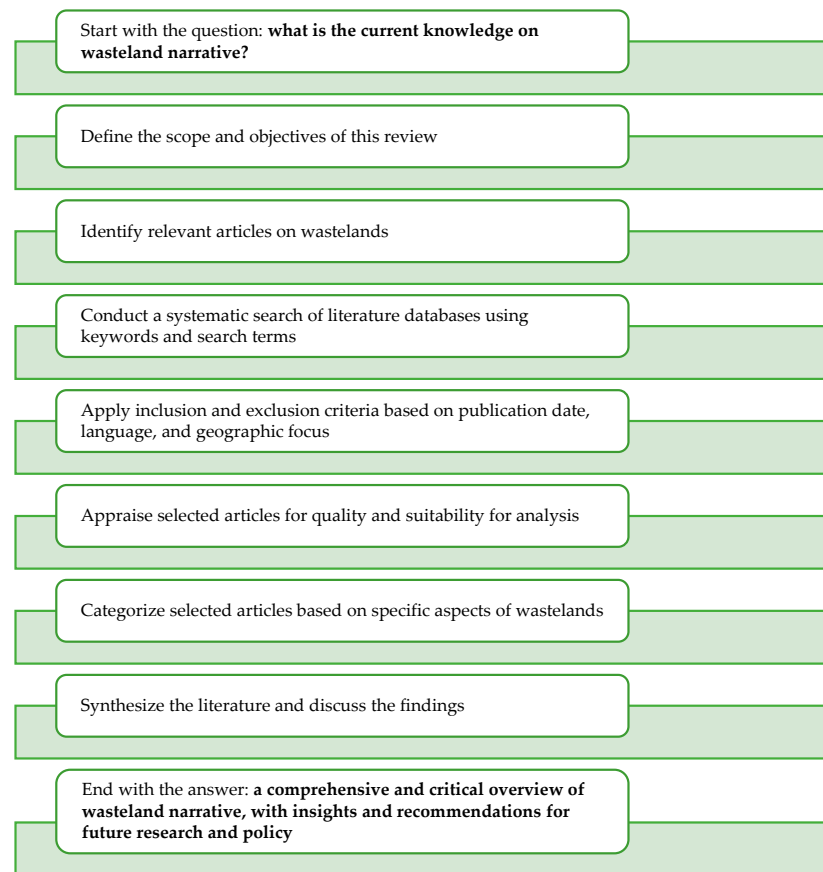 Start with the question: what is the current knowledge on
wasteland narrative?
Define the scope and objectives of this review
Identify relevant articles on wastelands
Conduct a systematic search of literature databases using
keywords and search terms
Apply inclusion and exclusion criteria based on publication date,
language, and geographic focus
Appraise selected articles for quality and suitability for analysis
Categorize selected articles based on specific aspects of wastelands
Synthesize the literature and discuss the findings
End with the answer: a comprehensive and critical overview of
wasteland narrative, with insights and recommendations for
future research and policy